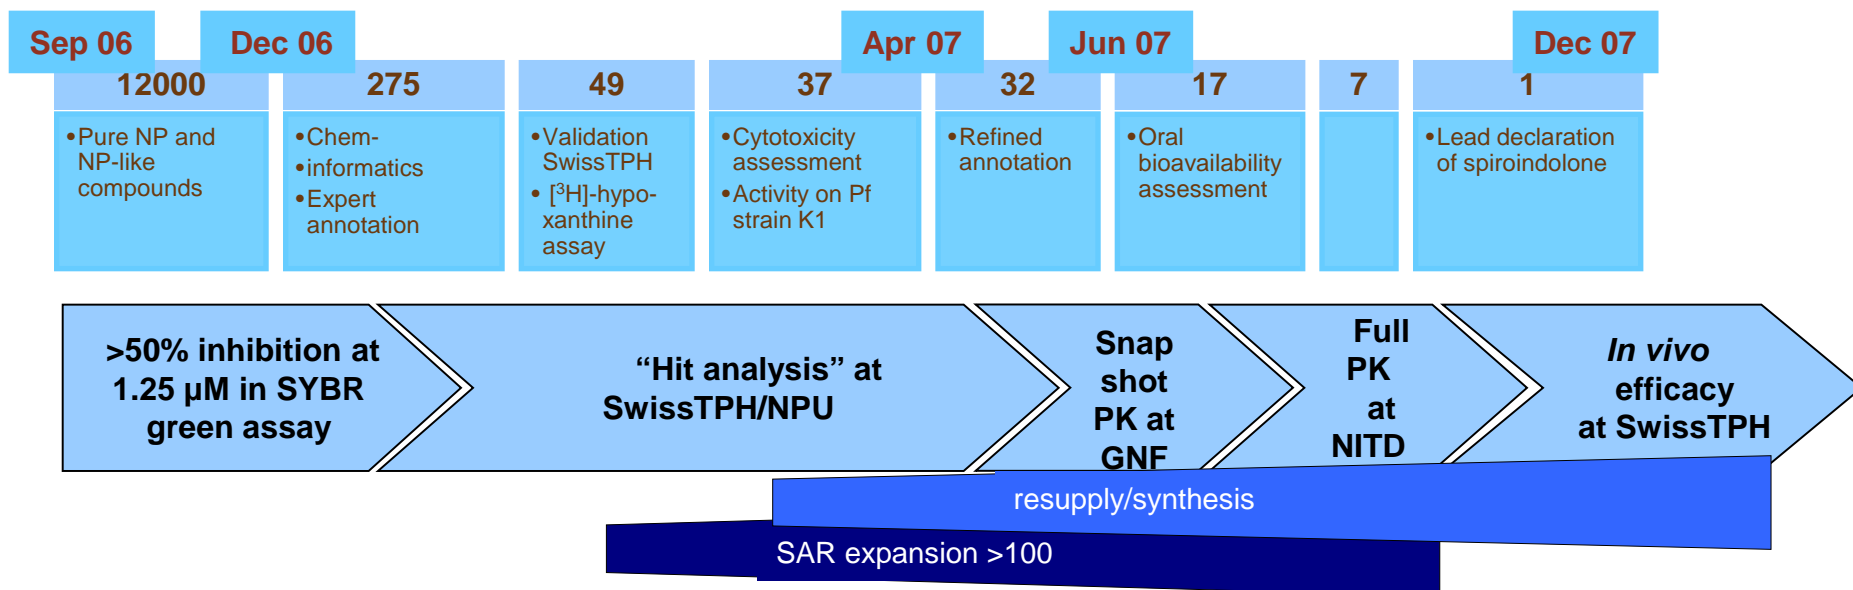 Sep 06
Dec 06
Apr 07
Jun 07
Dec 07
12000
275
49
37
32
17
7
1
•Pure NP and
NP-like
compounds
•Chem-
•informatics
•Expert
annotation
•Validation
SwissTPH
• [³H]-hypo-
xanthine
assay
•Cytotoxicity
assessment
•Activity on Pf
strain K1
•Refined
annotation
•Oral
bioavailability
assessment
•Lead declaration
of spiroindolone
>50% inhibition at
1.25 µM in SYBR
green assay
“Hit analysis” at
SwissTPH/NPU
Snap
shot
PK at
GNF
Full
PK
at
NITD
In vivo
efficacy
at SwissTPH
resupply/synthesis
SAR expansion >100